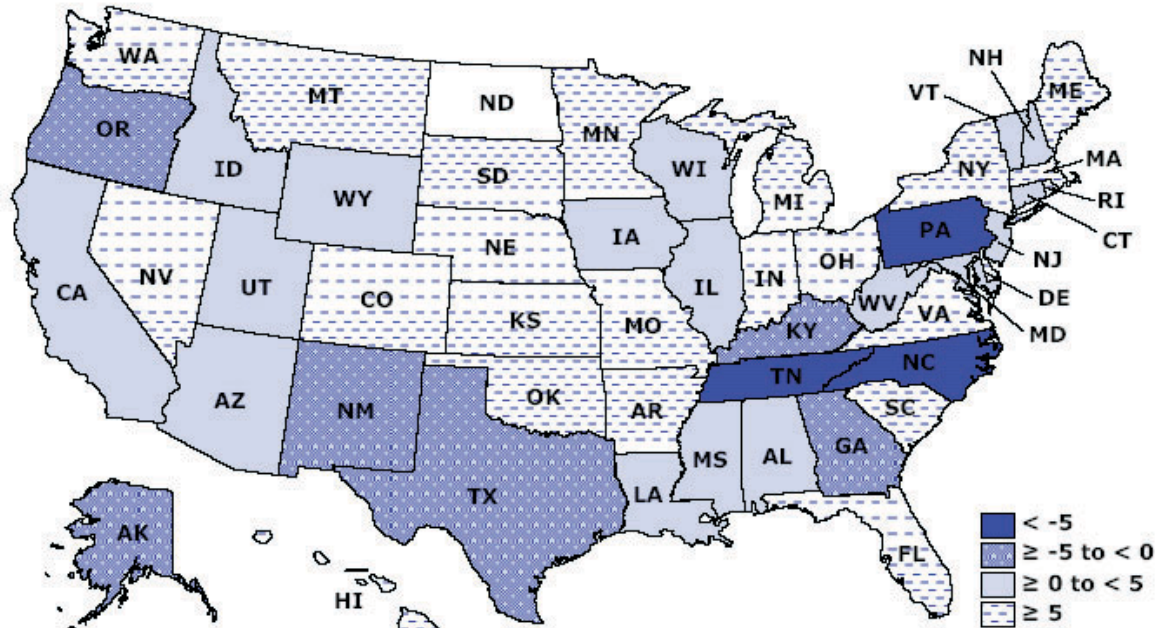 WA
MT
ND
MN
OR
ID
WY
SD
WI
MI
NY
VT
NH
ME
MA
RI
CT
NJ
DE
MD
PA
NE
IA
IL
IN
OH
WV
VA
KY
NC
TN
SC
CA
NV
UT
CO
KS
MO
AZ
NM
OK
AR
TX
LA
MS
AL
GA
FL
AK
HI
< -5
≥ -5 to < 0
≥ 0 to < 5
≥ 5